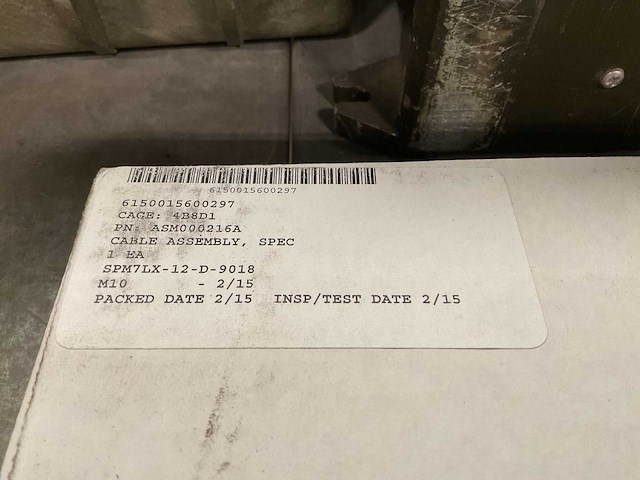 6150015600297
6150015600297
CAGE: 4B8D1
PN: ASM000216A
CABLE ASSEMBLY, SPEC
1 EA
SPM7LX-12-D-9018
M10 - 2/15
PACKED DATE 2/15 INSP/TEST DATE 2/15